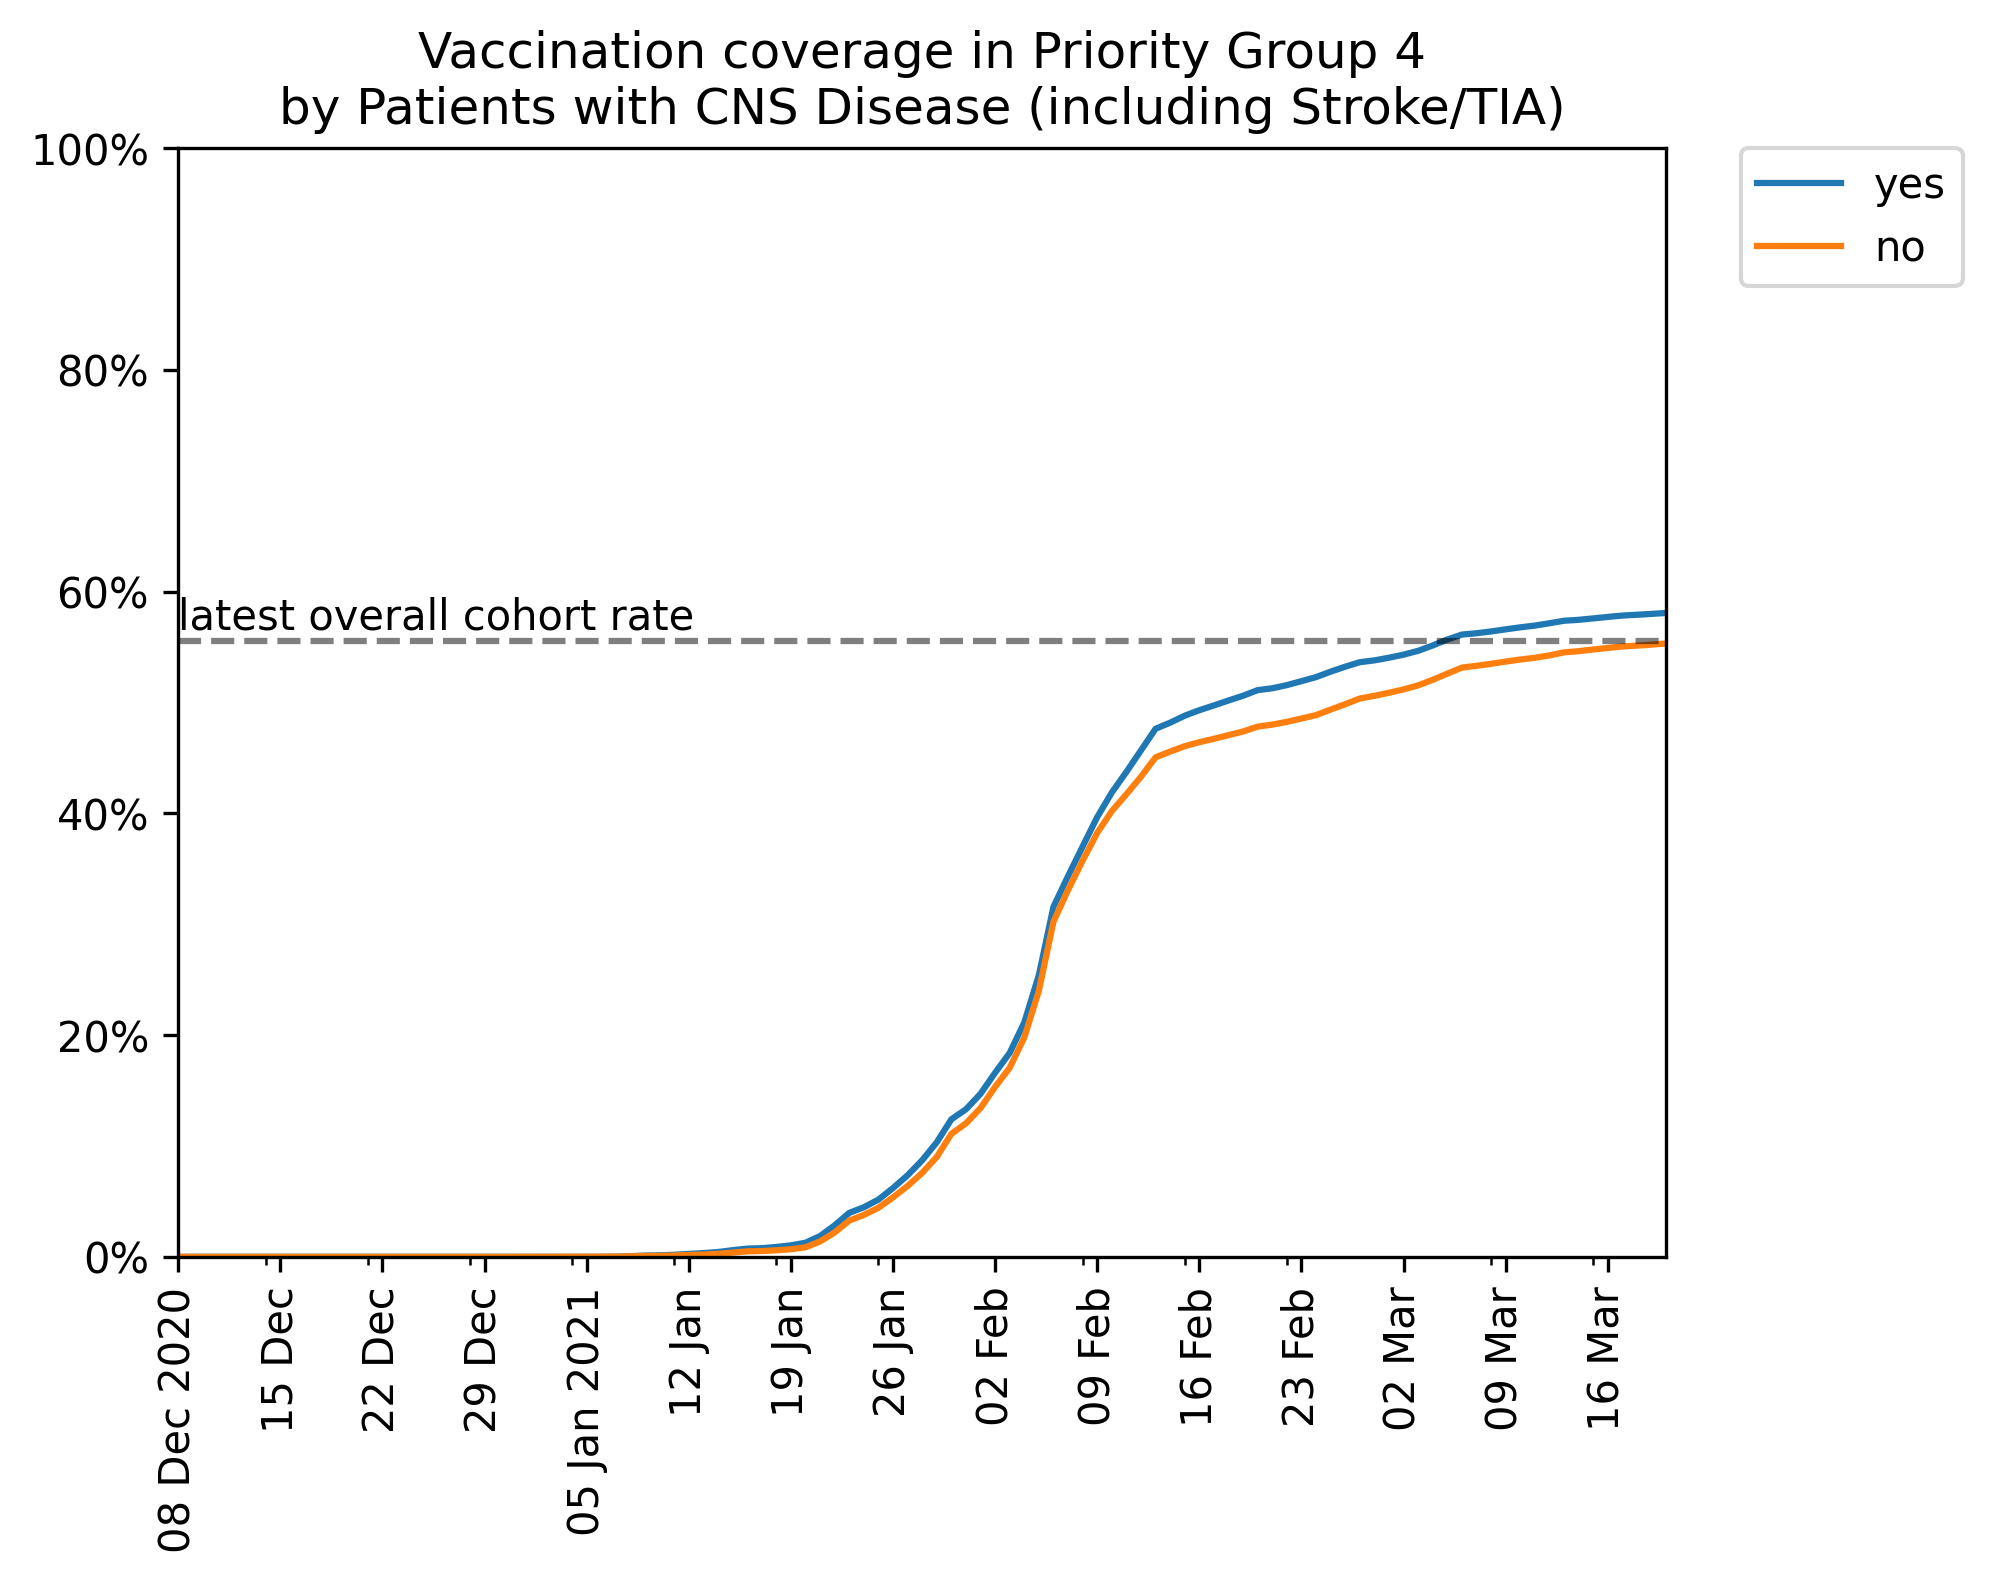 Vaccination coverage in Priority Group 4
by Patients with CNS Disease (including Stroke/TIA)
100%
80%
60%
40%
20%
0%
latest overall cohort rate
yes
no
08 Dec 2020
15 Dec
22 Dec
29 Dec
05 Jan 2021
12 Jan
19 Jan
26 Jan
02 Feb
09 Feb
16 Feb
23 Feb
02 Mar
09 Mar
16 Mar